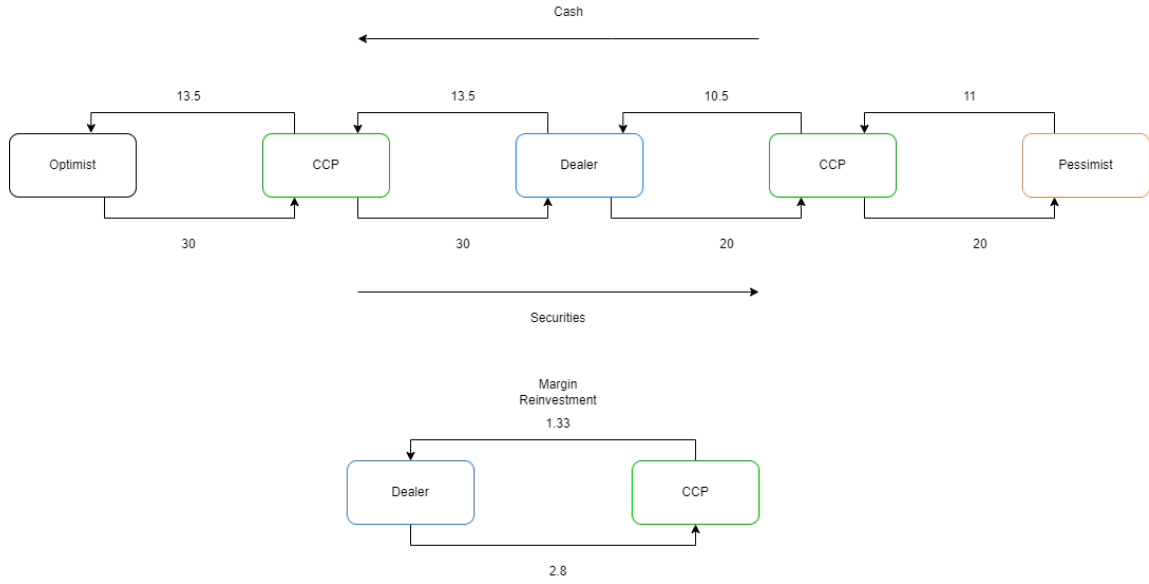 Cash
13.5
13.5
10.5
11
Optimist
CCP
Dealer
CCP
Pessimist
30
30
20
20
Securities
Margin
Reinvestment
1.33
Dealer
CCP
2.8